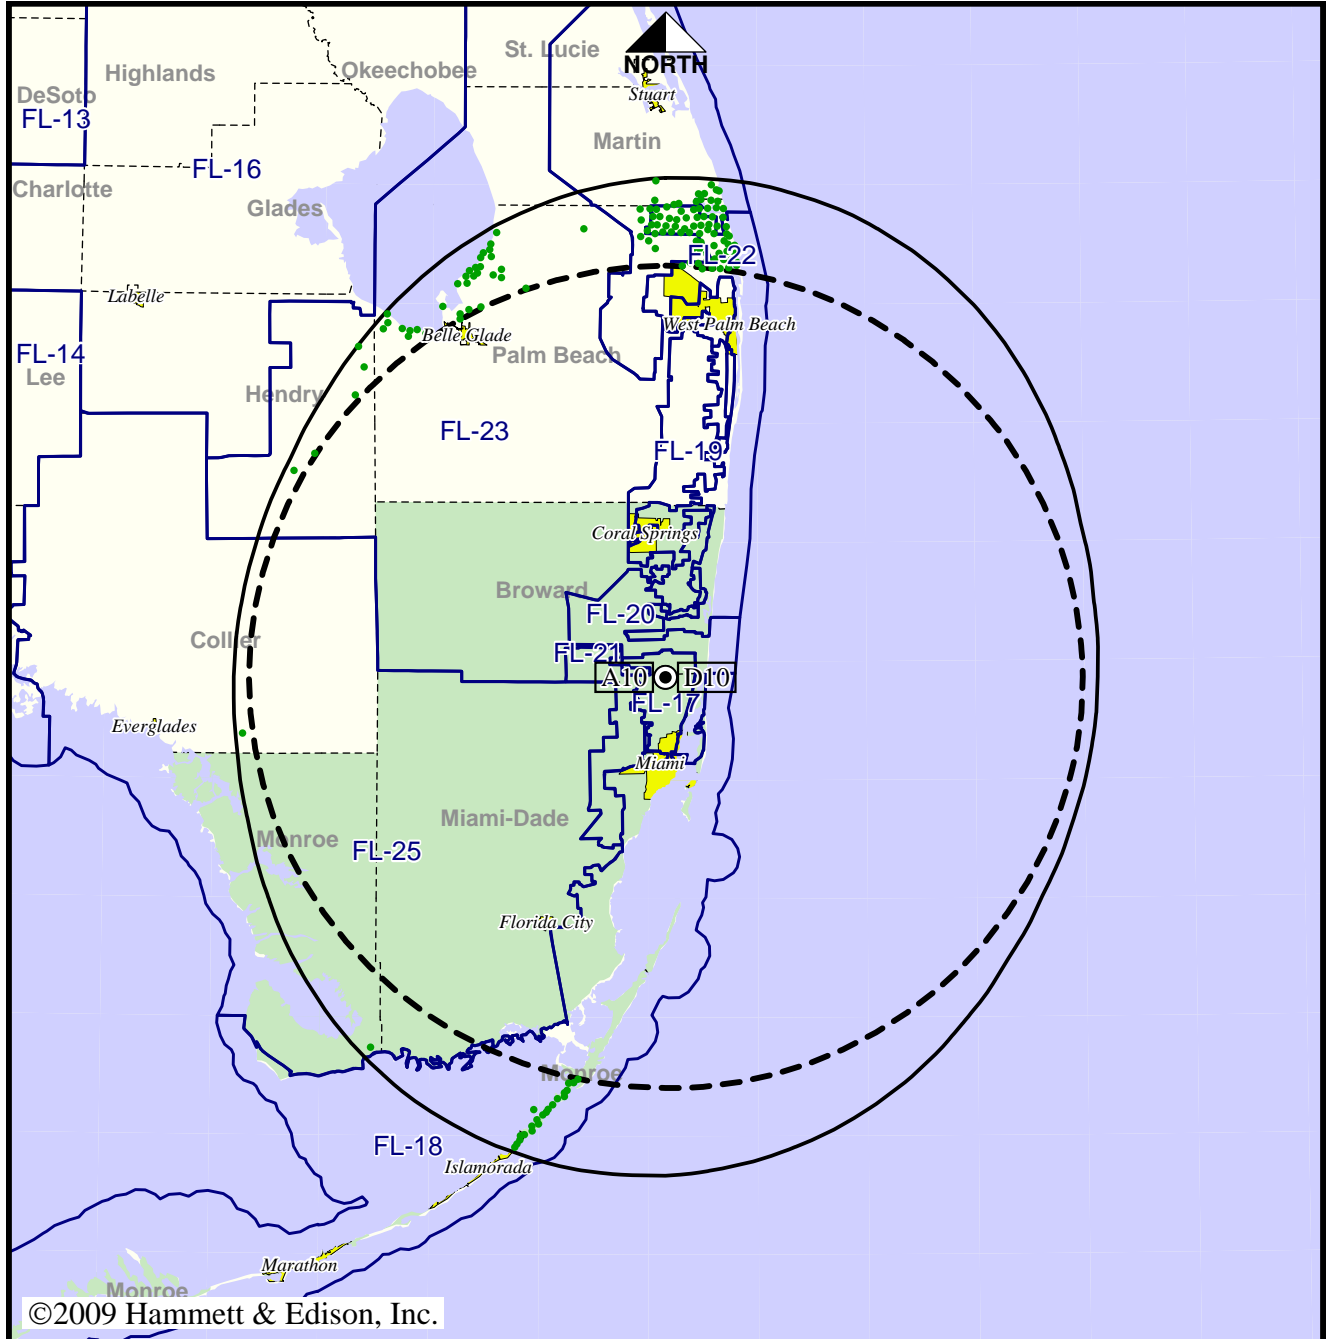 St. Lucie
NORTH
Highlands
Okeechobee
DeSoto
Stuart
FL-13
Martin
FL-16
Charlotte
Glades
FL-22
Labelle
West Palm Beach
Belle Glade
FL-14
Palm Beach
Lee
Hendry
FL-23
FL-19
Coral Springs
Broward
FL-20
Collier
FL-21
A10
D10
FL-17
Everglades
Miami
Miami-Dade
Monroe
FL-25
Florida City
Monroe
FL-18
Islamorada
Marathon
Monroe
©2009 Hammett & Edison, Inc.